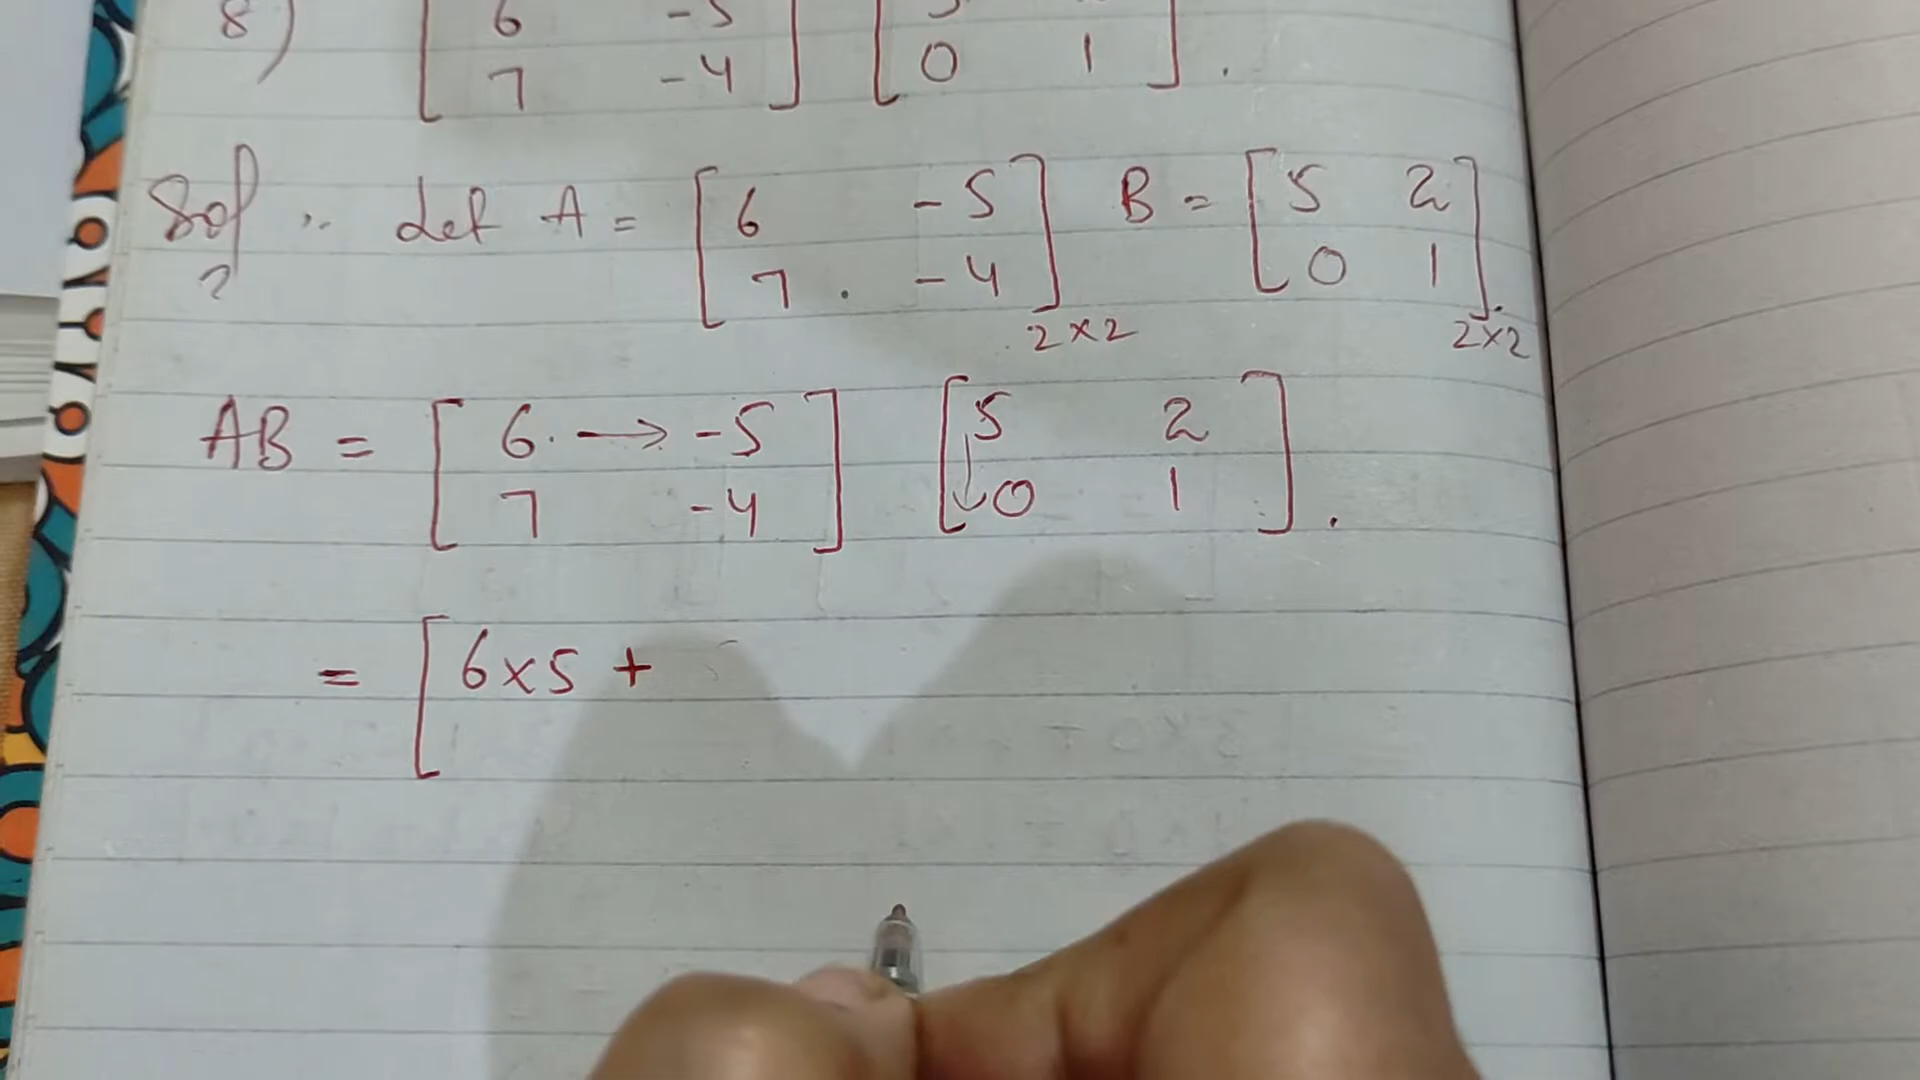 8) [ 6 -5 ] [ 5
7 -4 ] [ 0 1 ] .
Sol : Let A = [ 6 -5 ] B = [ 5 2 ]
7 . -4 0 1 .
2×2 2×2
AB = [ 6. → -5 ] [ 5 2 ]
7 -4 ↓ 0 1 .
= [ 6×5 +